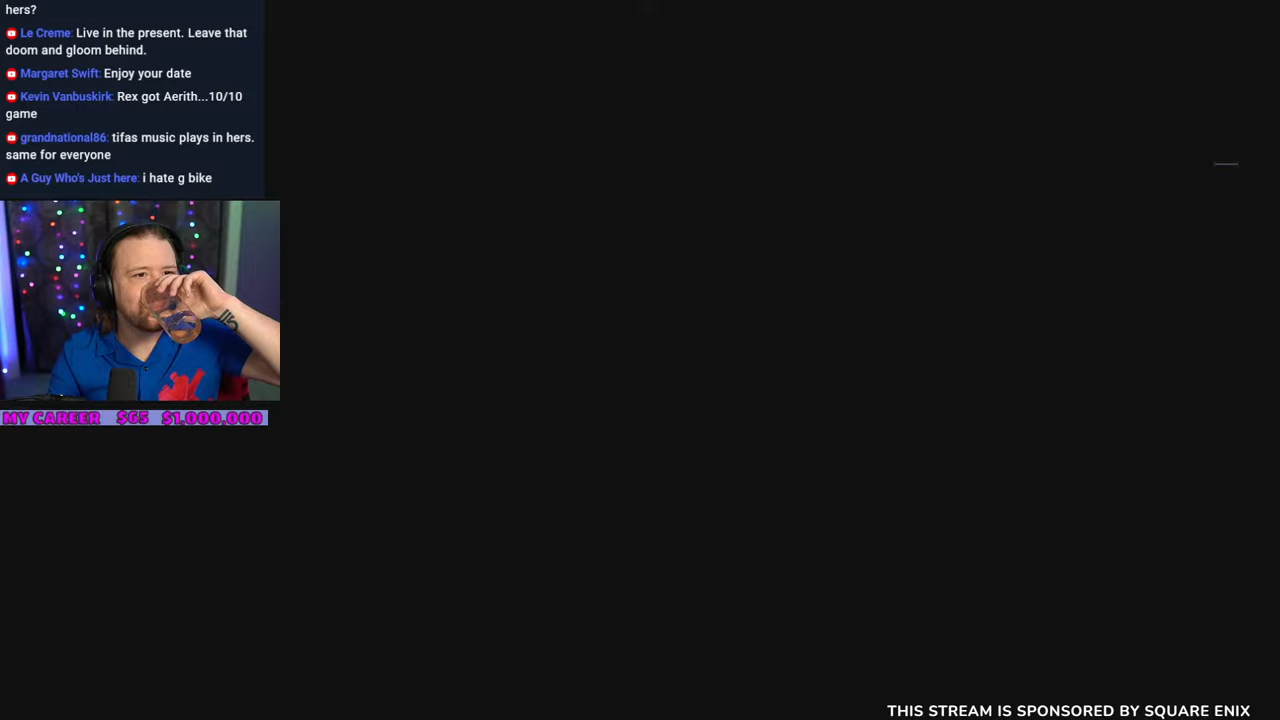 hers?
Le Creme: Live in the present. Leave that
doom and gloom behind.
Margaret Swift: Enjoy your date
Kevin Vanbuskirk: Rex got Aerith...10/10
game
grandnational86: tifas music plays in hers.
same for everyone
A Guy Who's Just here: i hate g bike
MY CAREER $65 $1,000,000
THIS STREAM IS SPONSORED BY SQUARE ENIX